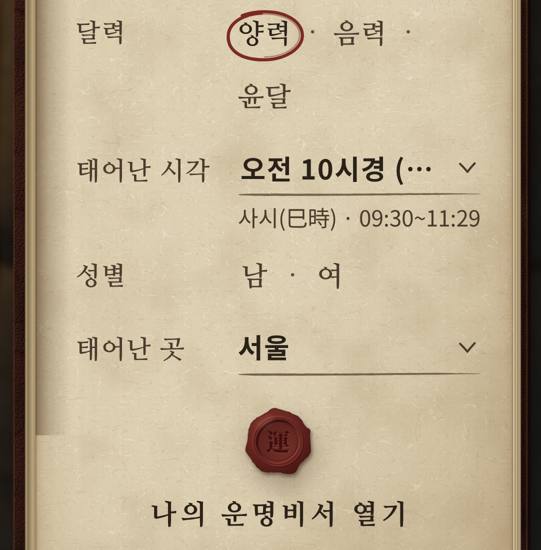 달력 양력 · 음력 ·
윤달
태어난 시각 오전 10시경 (…
사시(巳時) · 09:30~11:29
성별 남 · 여
태어난 곳 서울
運
나의 운명비서 열기